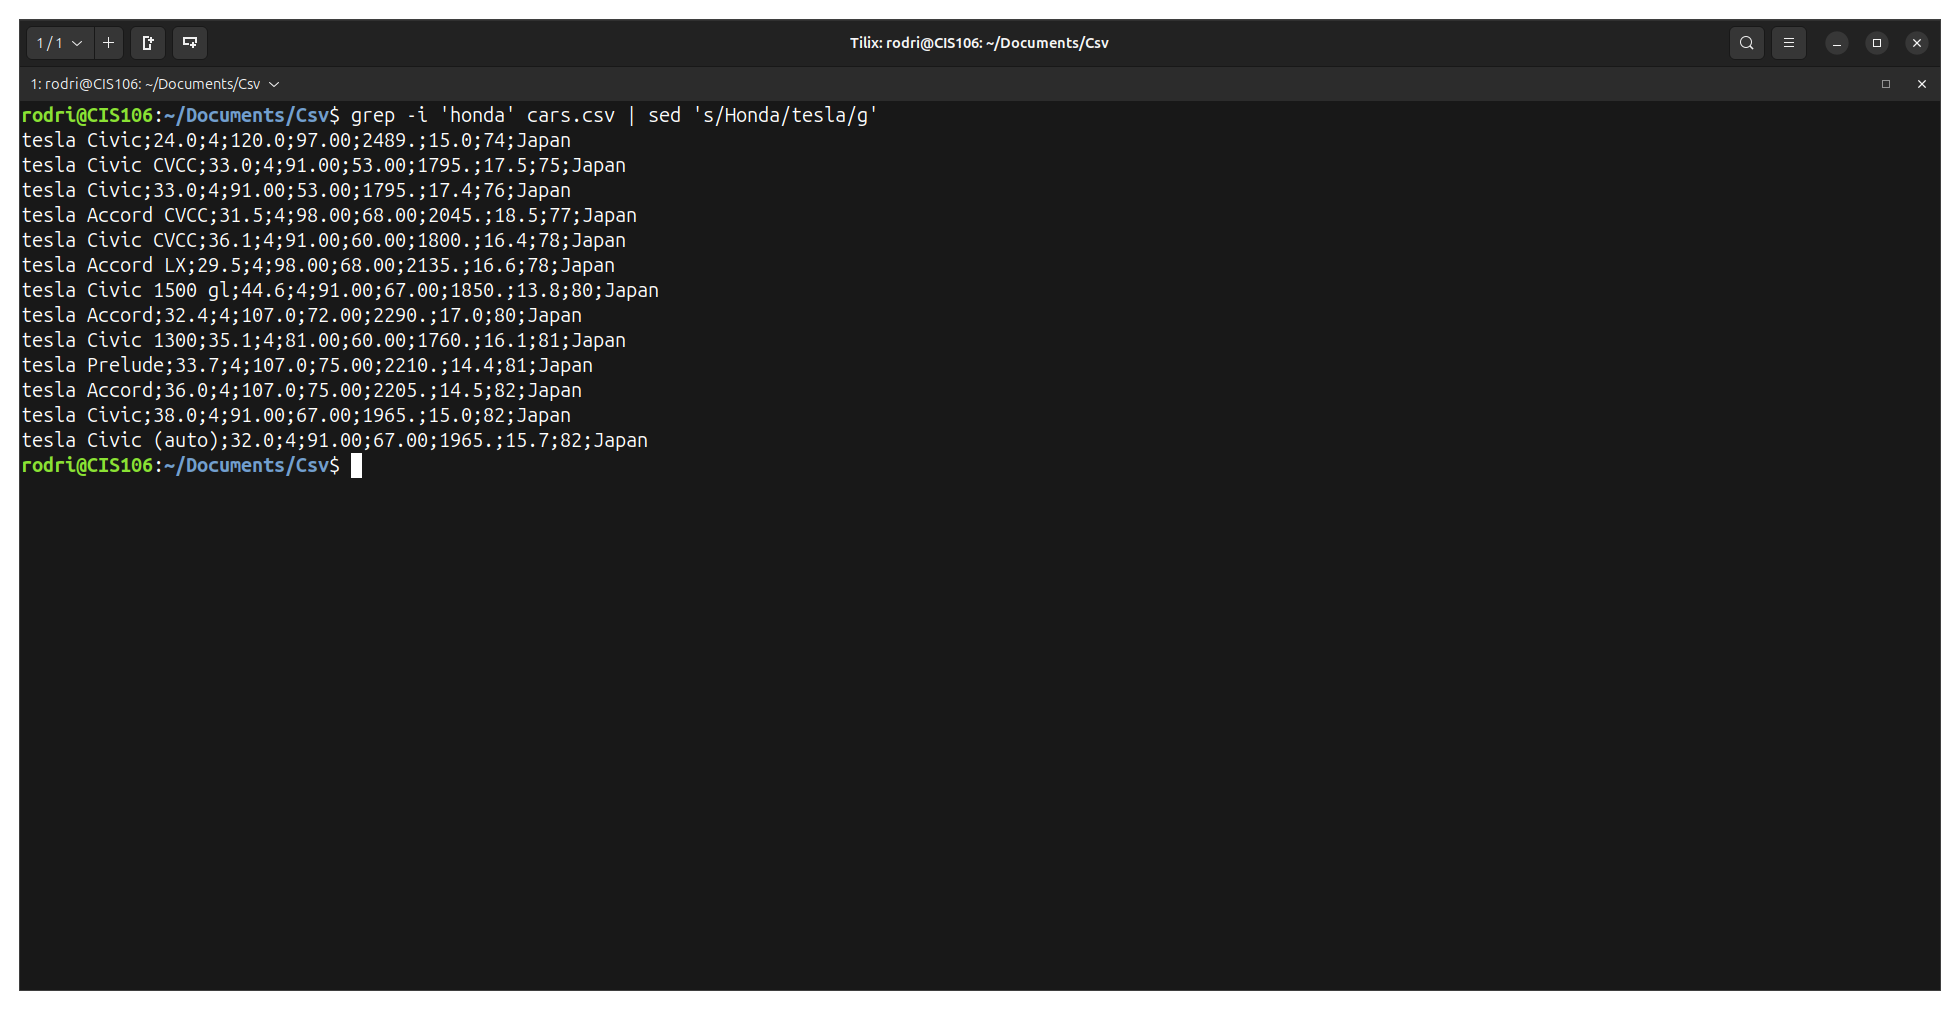 1 / 1
Tilix: rodri@CIS106: ~/Documents/Csv
1: rodri@CIS106: ~/Documents/Csv
rodri@CIS106:~/Documents/Csv$ grep -i 'honda' cars.csv | sed 's/Honda/tesla/g'
tesla Civic;24.0;4;120.0;97.00;2489.;15.0;74;Japan
tesla Civic CVCC;33.0;4;91.00;53.00;1795.;17.5;75;Japan
tesla Civic;33.0;4;91.00;53.00;1795.;17.4;76;Japan
tesla Accord CVCC;31.5;4;98.00;68.00;2045.;18.5;77;Japan
tesla Civic CVCC;36.1;4;91.00;60.00;1800.;16.4;78;Japan
tesla Accord LX;29.5;4;98.00;68.00;2135.;16.6;78;Japan
tesla Civic 1500 gl;44.6;4;91.00;67.00;1850.;13.8;80;Japan
tesla Accord;32.4;4;107.0;72.00;2290.;17.0;80;Japan
tesla Civic 1300;35.1;4;81.00;60.00;1760.;16.1;81;Japan
tesla Prelude;33.7;4;107.0;75.00;2210.;14.4;81;Japan
tesla Accord;36.0;4;107.0;75.00;2205.;14.5;82;Japan
tesla Civic;38.0;4;91.00;67.00;1965.;15.0;82;Japan
tesla Civic (auto);32.0;4;91.00;67.00;1965.;15.7;82;Japan
rodri@CIS106:~/Documents/Csv$